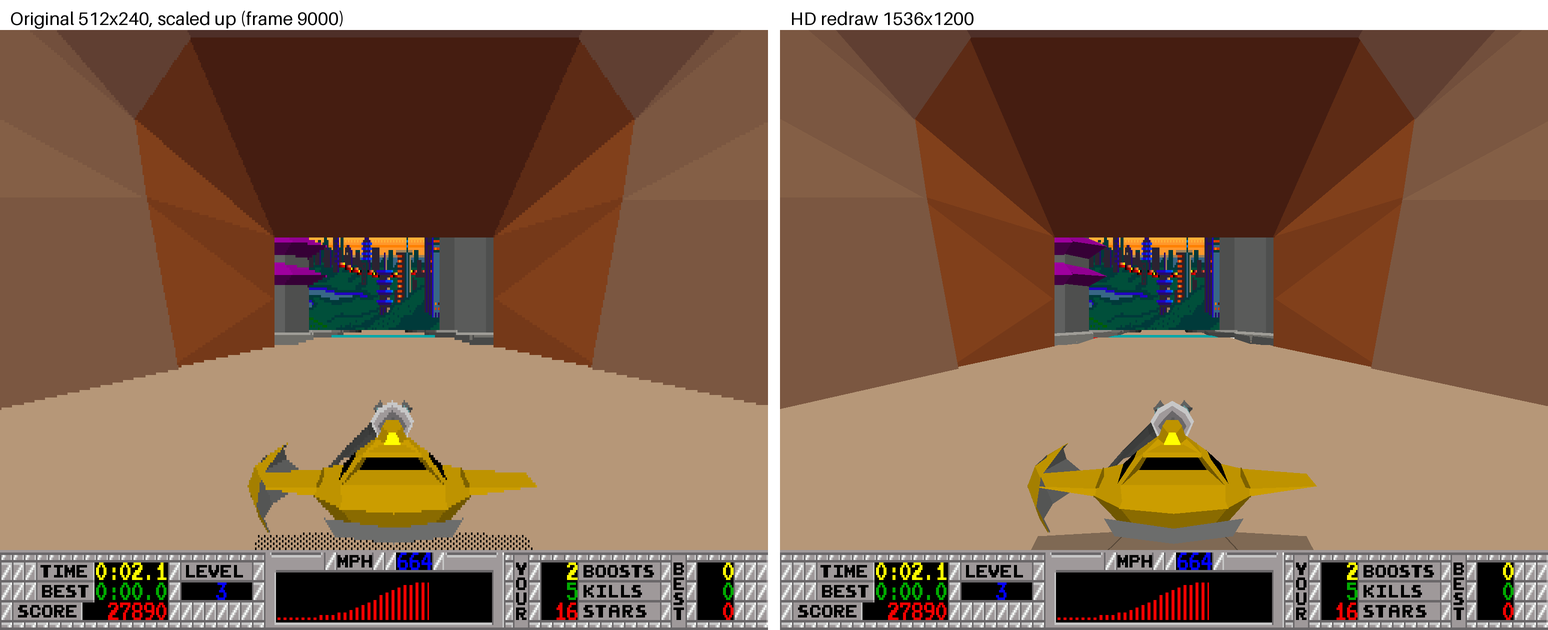 Original 512x240, scaled up (frame 9000)
HD redraw 1536x1200
MPH 664
TIME 0:02.1 LEVEL
BEST 0:00.0 3
SCORE 27890
YOUR
2 BOOSTS
5 KILLS
16 STARS
BEST
0
0
0
MPH 664
TIME 0:02.1 LEVEL
BEST 0:00.0 3
SCORE 27890
YOUR
2 BOOSTS
5 KILLS
16 STARS
BEST
0
0
0